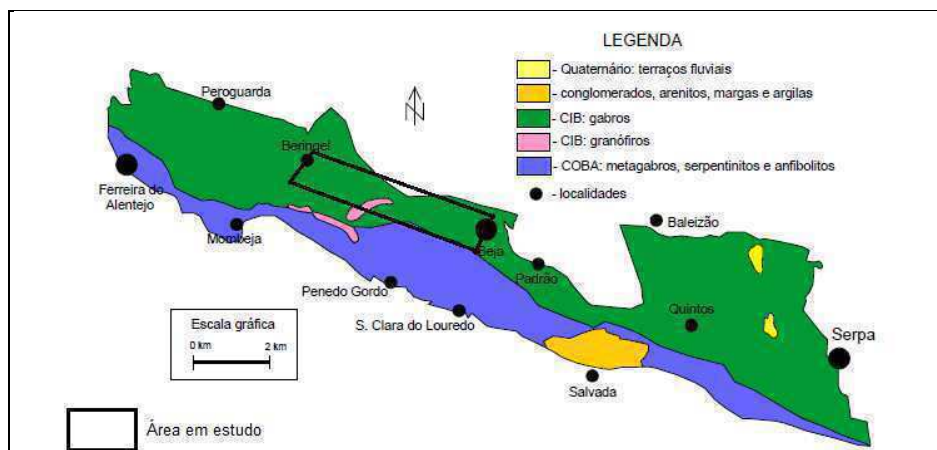 LEGENDA
- Quaternário: terraços fluviais
- conglomerados, arenitos, margas e argilas
- CIB: gabros
- CIB: granófiros
- COBA: metagabros, serpentinitos e anfibolitos
- localidades
N
Peroguarda
Beringel
Ferreira do
Alentejo
Mombeja
Beja
Baleizão
Padrão
Penedo Gordo
Quintos
S. Clara do Louredo
Serpa
Salvada
Escala gráfica
0 km 2 km
Área em estudo